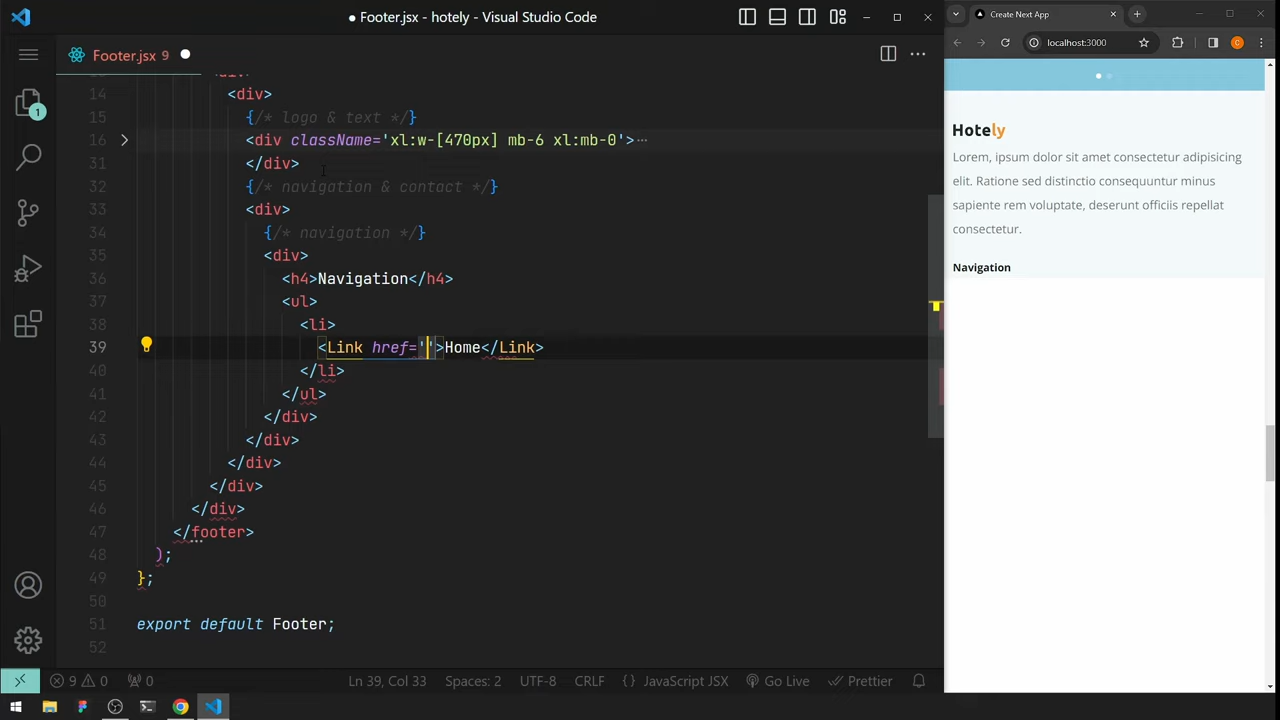 Footer.jsx - hotely - Visual Studio Code
Create Next App
Footer.jsx 9
localhost:3000
C
14 <div>
15 {/* logo & text */}
16 <div className='xl:w-[470px] mb-6 xl:mb-0'>…
31 </div>
32 {/* navigation & contact */}
33 <div>
34 {/* navigation */}
35 <div>
36 <h4>Navigation</h4>
37 <ul>
38 <li>
39 <Link href=''>Home</Link>
40 </li>
41 </ul>
42 </div>
43 </div>
44 </div>
45 </div>
46 </div>
47 </footer>
48 );
49 };
50
51 export default Footer;
52
1
Hotely
Lorem, ipsum dolor sit amet consectetur adipisicing
elit. Ratione sed distinctio consequuntur minus
sapiente rem voluptate, deserunt officiis repellat
consectetur.
Navigation
9 0 0 Ln 39, Col 33 Spaces: 2 UTF-8 CRLF {} JavaScript JSX Go Live Prettier